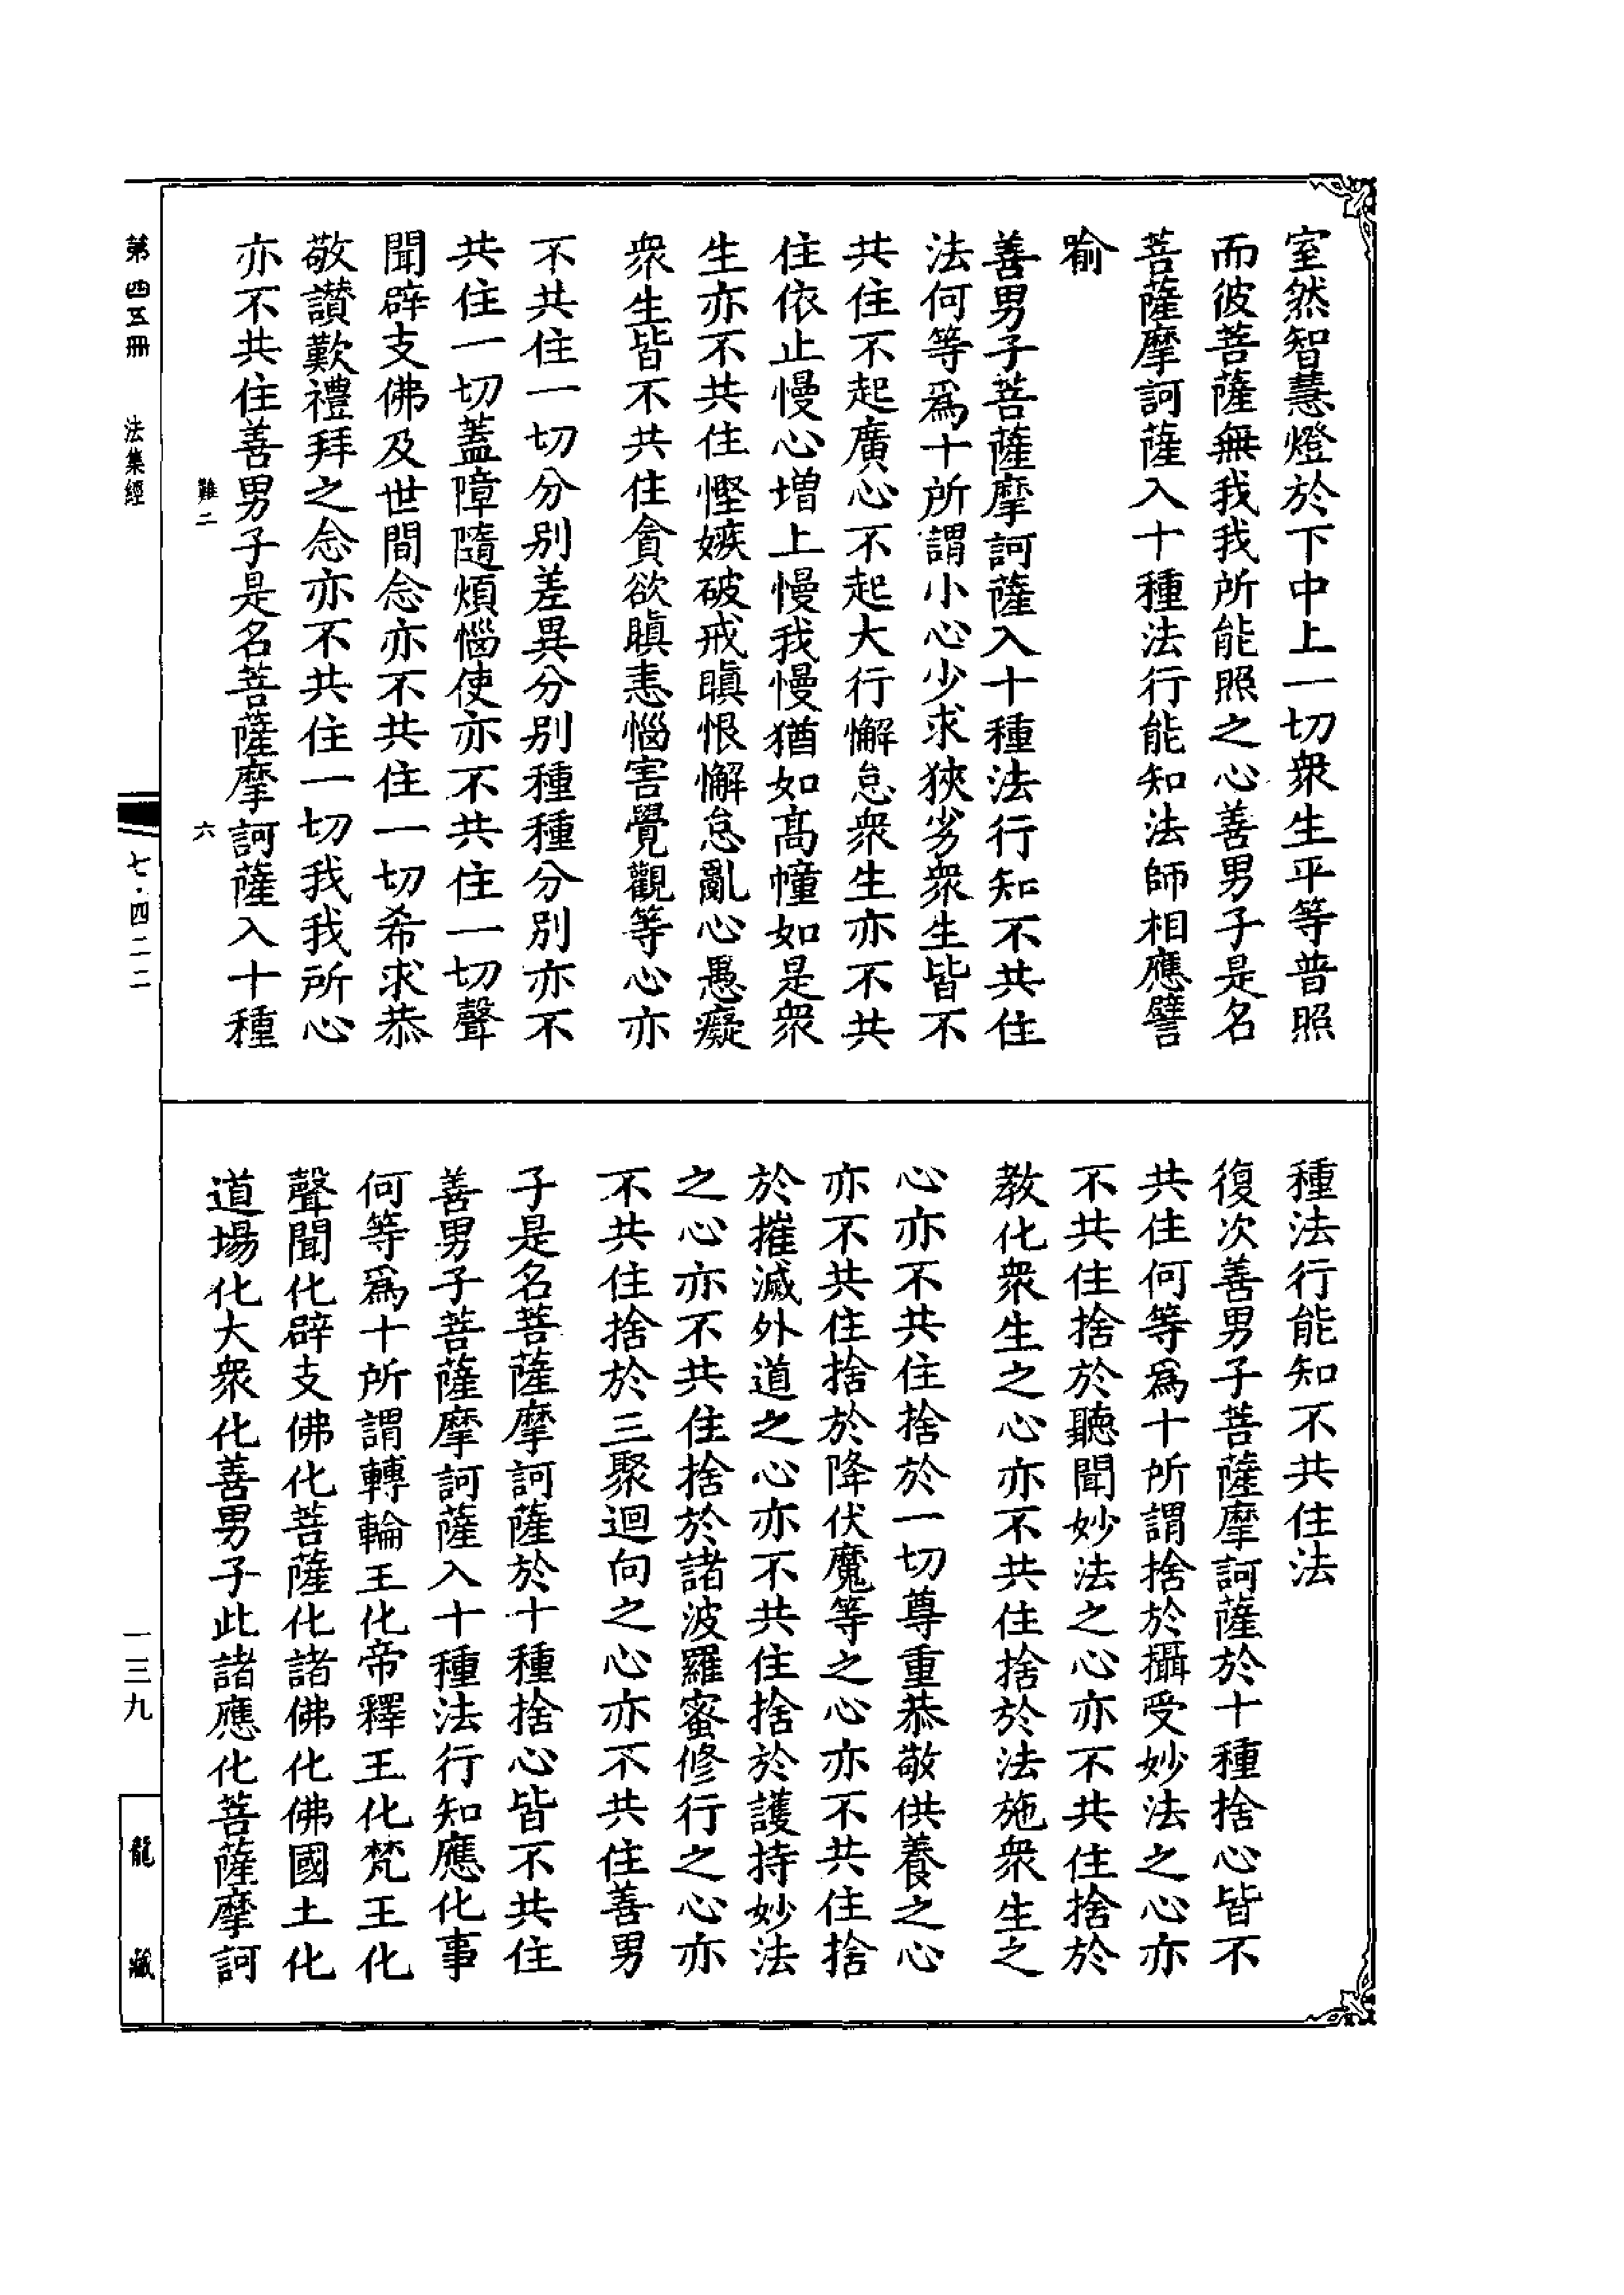 室然智慧燈於下中上一切衆生平等普照
而彼菩薩無我我所能照之心善男子是名
菩薩摩訶薩入十種法行能知法師相應譬
喻
善男子菩薩摩訶薩入十種法行知不共住
法何等爲十所謂小心少求狹劣衆生皆不
共住不起廣心不起大行懈怠衆生亦不共
住依止慢心增上慢我慢猶如高幢如是衆
生亦不共住慳嫉破戒瞋恨懈怠亂心愚癡
衆生皆不共住貪欲瞋恚惱害覺觀等心亦
不共住一切分別差異分別種種分別亦不
共住一切蓋障隨煩惱使亦不共住一切聲
聞辟支佛及世間念亦不共住一切希求恭
敬讃歎禮拜之念亦不共住一切我我所心
亦不共住善男子是名菩薩摩訶薩入十種
難二 六
種法行能知不共住法
復次善男子菩薩摩訶薩於十種捨心皆不
共住何等爲十所謂捨於攝受妙法之心亦
不共住捨於聽聞妙法之心亦不共住捨於
教化衆生之心亦不共住捨於法施衆生之
心亦不共住捨於一切尊重恭敬供養之心
亦不共住捨於降伏魔等之心亦不共住捨
於摧滅外道之心亦不共住捨於護持妙法
之心亦不共住捨於諸波羅蜜修行之心亦
不共住捨於三聚迴向之心亦不共住善男
子是名菩薩摩訶薩於十種捨心皆不共住
善男子菩薩摩訶薩入十種法行知應化事
何等爲十所謂轉輪王化帝釋王化梵王化
聲聞化辟支佛化菩薩化諸佛化佛國土化
道場化大衆化善男子此諸應化菩薩摩訶
第四五冊 法集經
七·四二二
一三九
龍藏